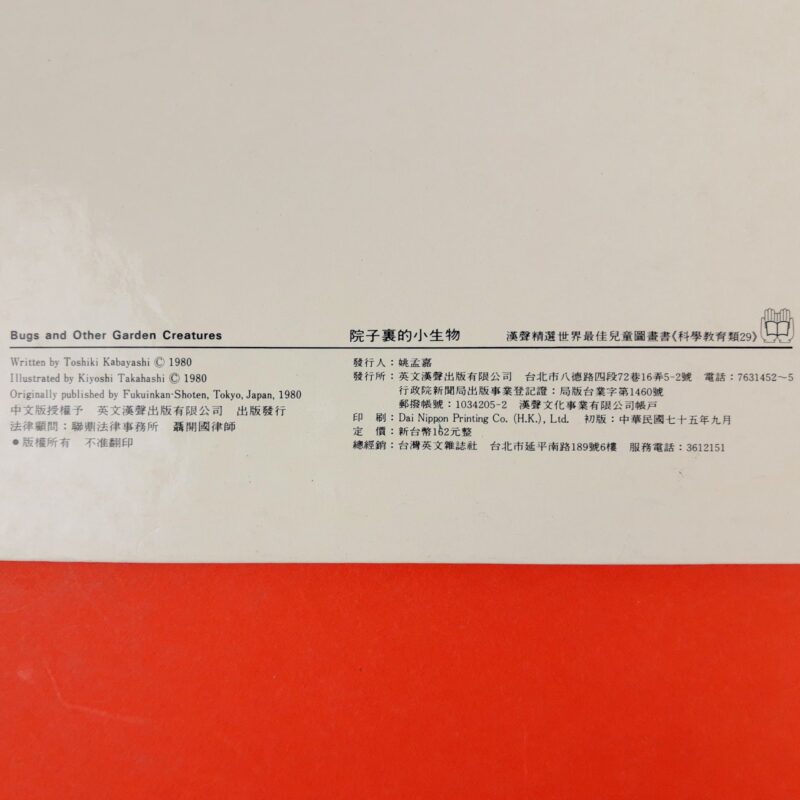 Bugs and Other Garden Creatures
Written by Toshiki Kabayashi © 1980
Illustrated by Kiyoshi Takahashi © 1980
Originally published by Fukuinkan-Shoten, Tokyo, Japan, 1980
中文版授權予 英文漢聲出版有限公司 出版發行
法律顧問：聯鼎法律事務所 聶開國律師
●版權所有 不准翻印
院子裏的小生物 漢聲精選世界最佳兒童圖畫書《科學教育類29》
發行人：姚孟嘉
發行所：英文漢聲出版有限公司 台北市八德路四段72巷16弄5-2號 電話：7631452~5
行政院新聞局出版事業登記證：局版台業字第1460號
郵撥帳號：1034205-2 漢聲文化事業有限公司帳戶
印 刷：Dai Nippon Printing Co. (H.K.), Ltd. 初版：中華民國七十五年九月
定 價：新台幣162元整
總經銷：台灣英文雜誌社 台北市延平南路189號6樓 服務電話：3612151